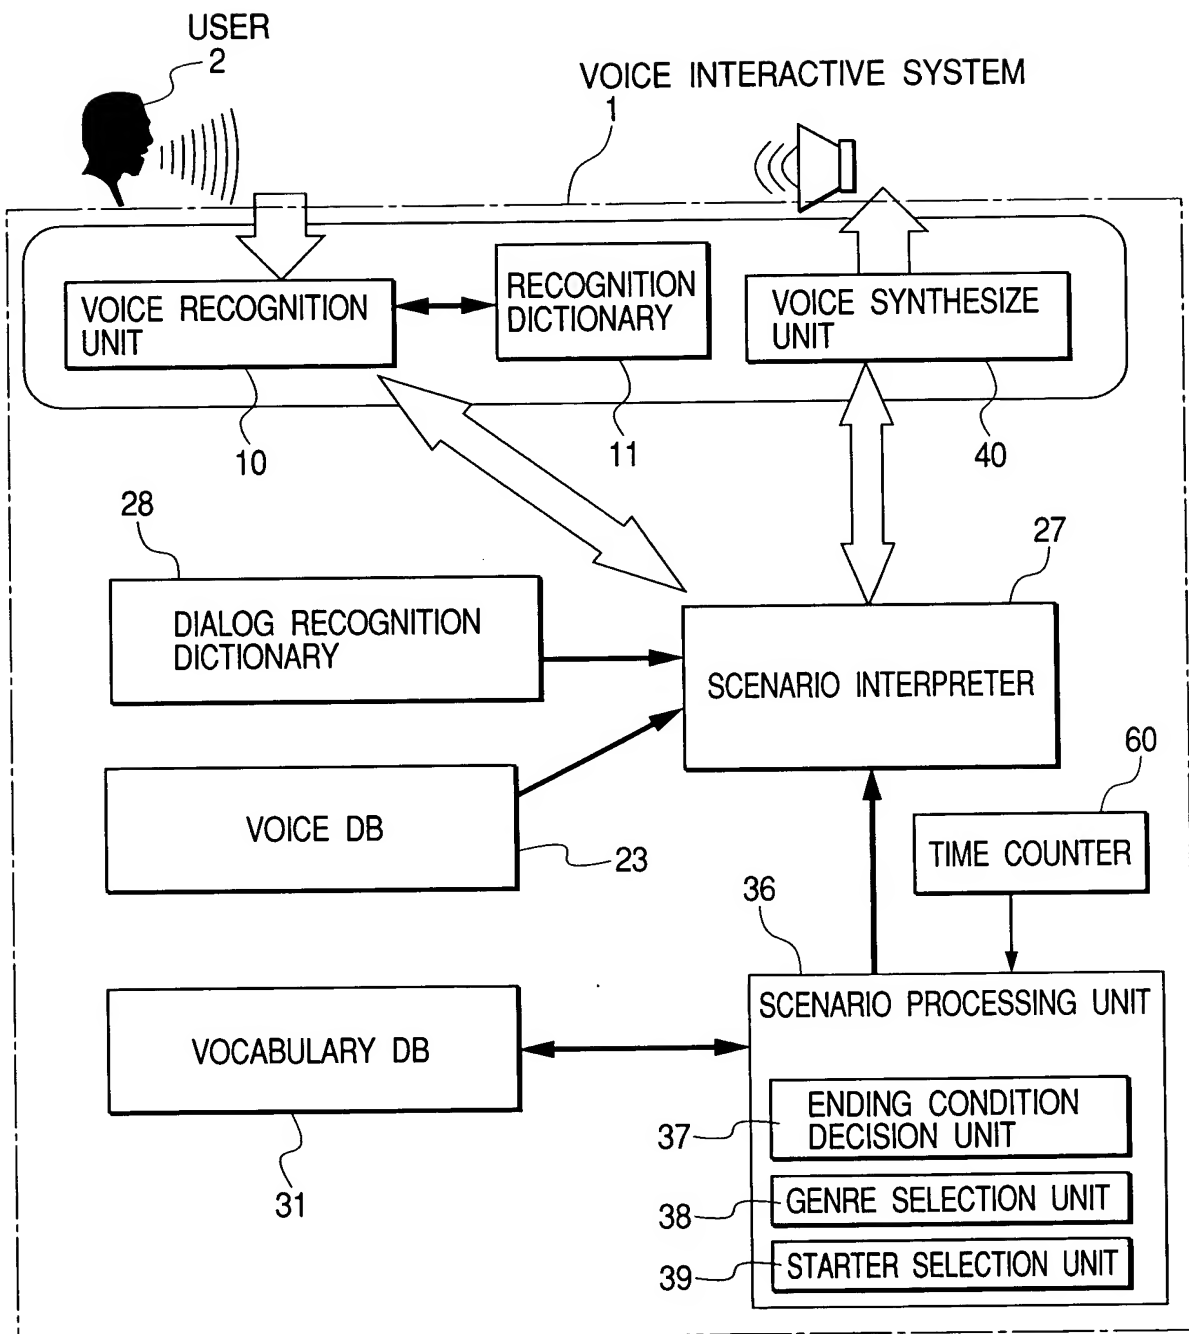 USER
2
VOICE INTERACTIVE SYSTEM
1
VOICE RECOGNITION
UNIT
RECOGNITION
DICTIONARY
VOICE SYNTHESIZE
UNIT
10
11
40
28
27
DIALOG RECOGNITION
DICTIONARY
SCENARIO INTERPRETER
60
VOICE DB
23
TIME COUNTER
36
SCENARIO PROCESSING UNIT
VOCABULARY DB
31
37
ENDING CONDITION
DECISION UNIT
38
GENRE SELECTION UNIT
39
STARTER SELECTION UNIT